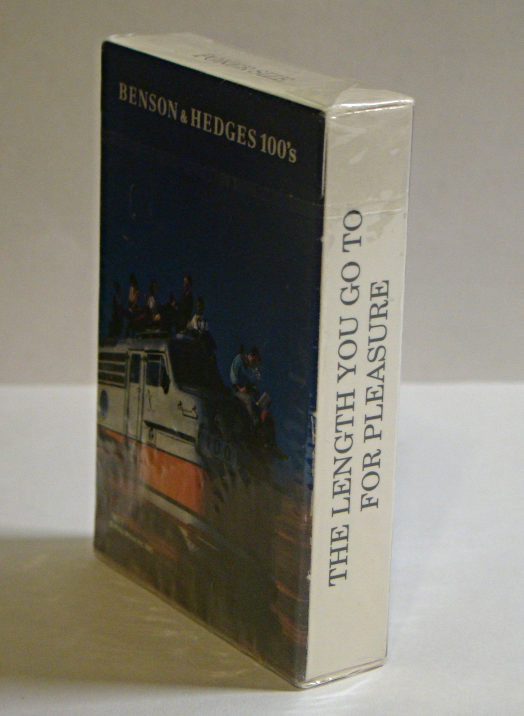 BENSON & HEDGES 100's
THE LENGTH YOU GO TO
FOR PLEASURE